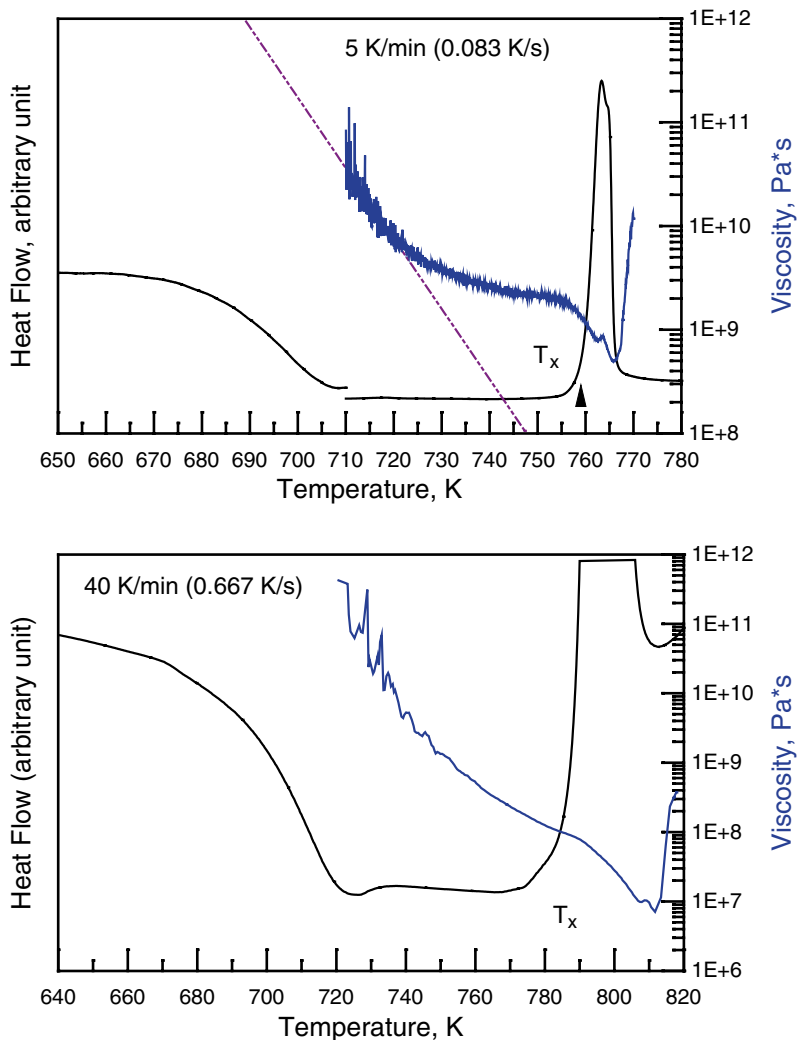 5 K/min (0.083 K/s)
Heat Flow, arbitrary unit
1E+12
1E+11
1E+10
1E+9
1E+8
Viscosity, Pa*s
Tx
650 660 670 680 690 700 710 720 730 740 750 760 770 780
Temperature, K
40 K/min (0.667 K/s)
Heat Flow (arbitrary unit)
1E+12
1E+11
1E+10
1E+9
1E+8
1E+7
1E+6
Viscosity, Pa*s
Tx
640 660 680 700 720 740 760 780 800 820
Temperature, K